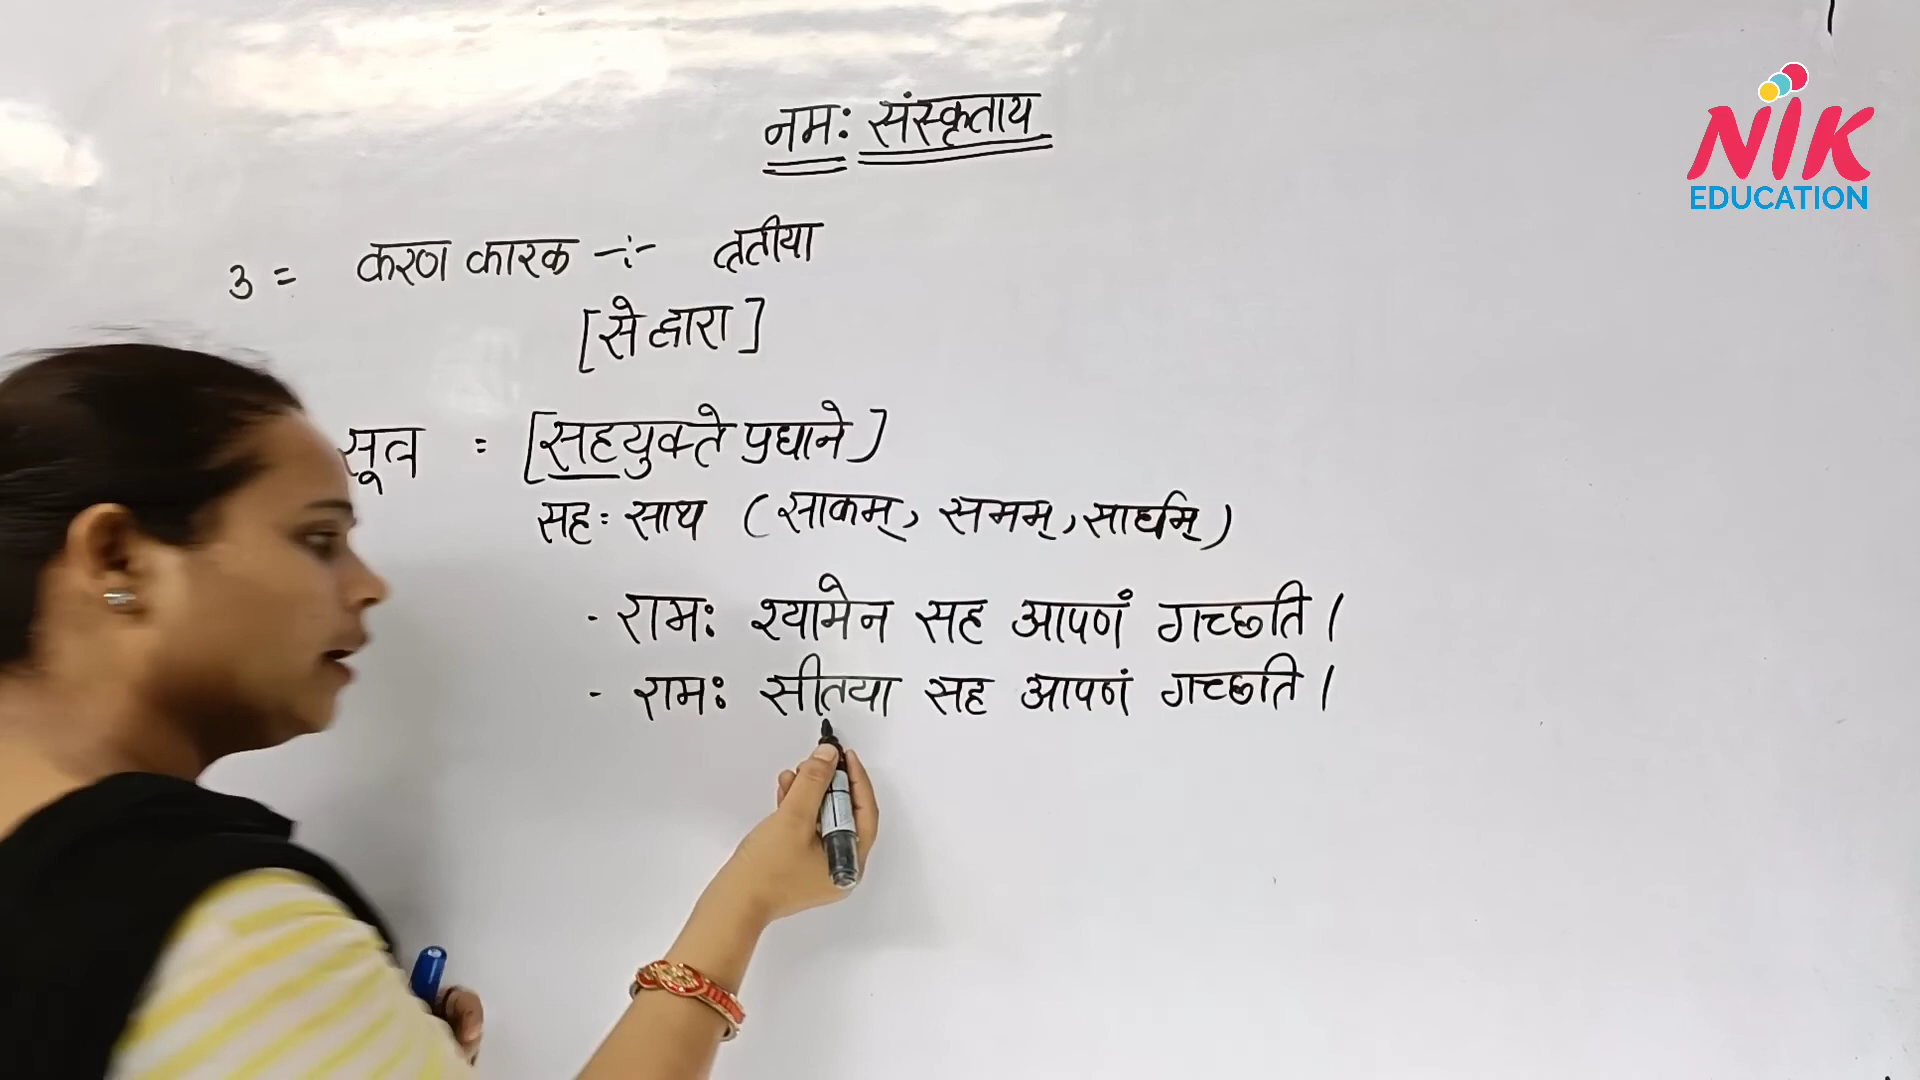 नमः संस्कृताय
NIK
EDUCATION
3 = करण कारक -:- तृतीया
[से द्वारा]
सूत्र = [सहयुक्ते प्रधाने]
सह = साथ (साकम्, समम्, सार्धम्)
- रामः श्यामेन सह आपणं गच्छति।
- रामः सीतया सह आपणं गच्छति।